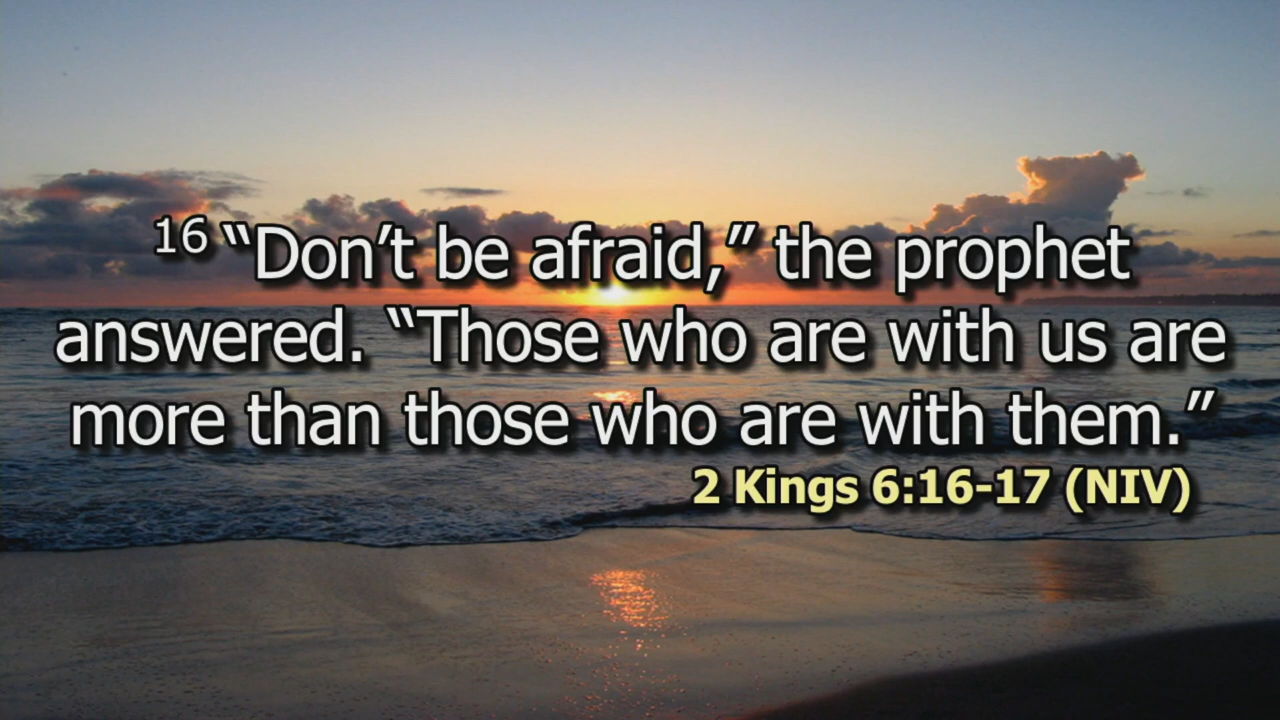 16 “Don’t be afraid,” the prophet
answered. “Those who are with us are
more than those who are with them.”
2 Kings 6:16-17 (NIV)